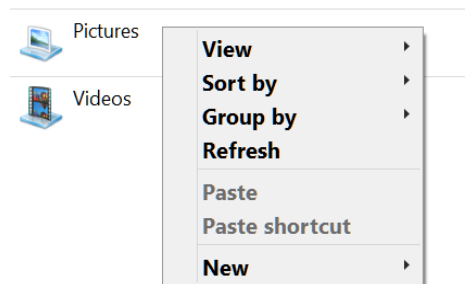 Pictures
Videos
View
Sort by
Group by
Refresh
Paste
Paste shortcut
New